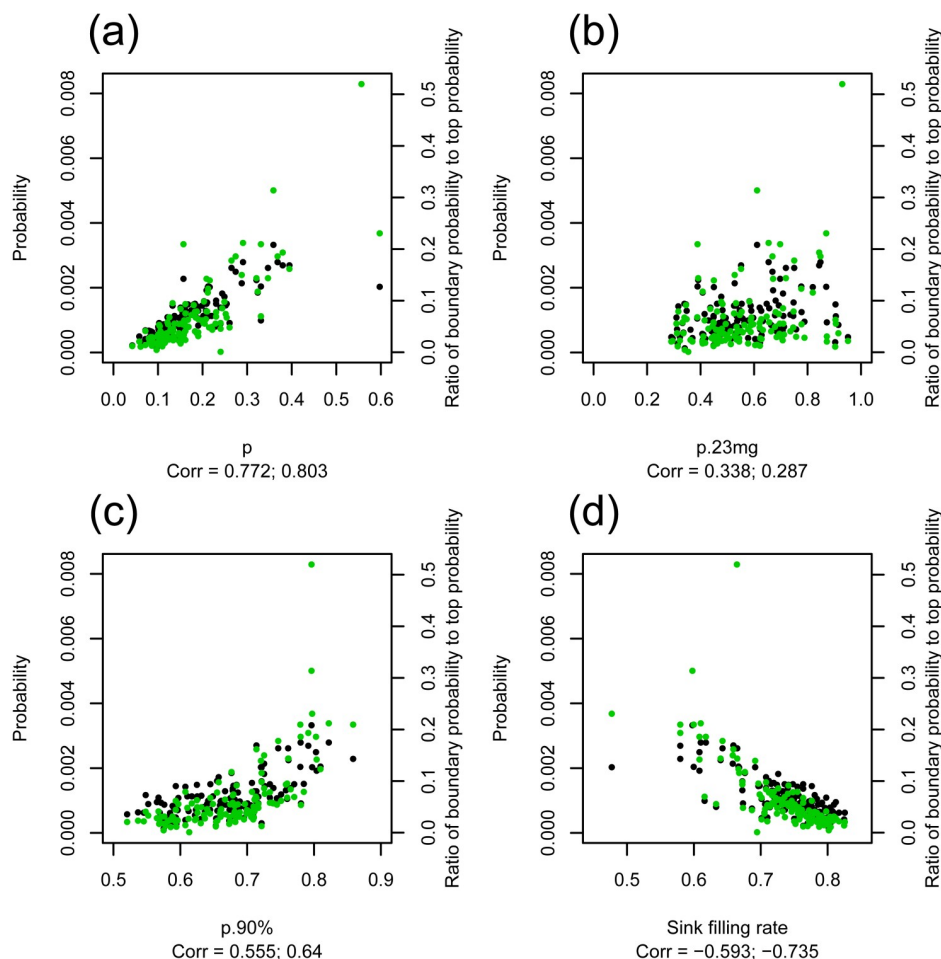 (a)
Probability
0.000 0.002 0.004 0.006 0.008
Ratio of boundary probability to top probability
0.0 0.1 0.2 0.3 0.4 0.5
0.0 0.1 0.2 0.3 0.4 0.5 0.6
p
Corr = 0.772; 0.803
(b)
Probability
0.000 0.002 0.004 0.006 0.008
Ratio of boundary probability to top probability
0.0 0.1 0.2 0.3 0.4 0.5
0.0 0.2 0.4 0.6 0.8 1.0
p.23mg
Corr = 0.338; 0.287
(c)
Probability
0.000 0.002 0.004 0.006 0.008
Ratio of boundary probability to top probability
0.0 0.1 0.2 0.3 0.4 0.5
0.5 0.6 0.7 0.8 0.9
p.90%
Corr = 0.555; 0.64
(d)
Probability
0.000 0.002 0.004 0.006 0.008
Ratio of boundary probability to top probability
0.0 0.1 0.2 0.3 0.4 0.5
0.5 0.6 0.7 0.8
Sink filling rate
Corr = −0.593; −0.735